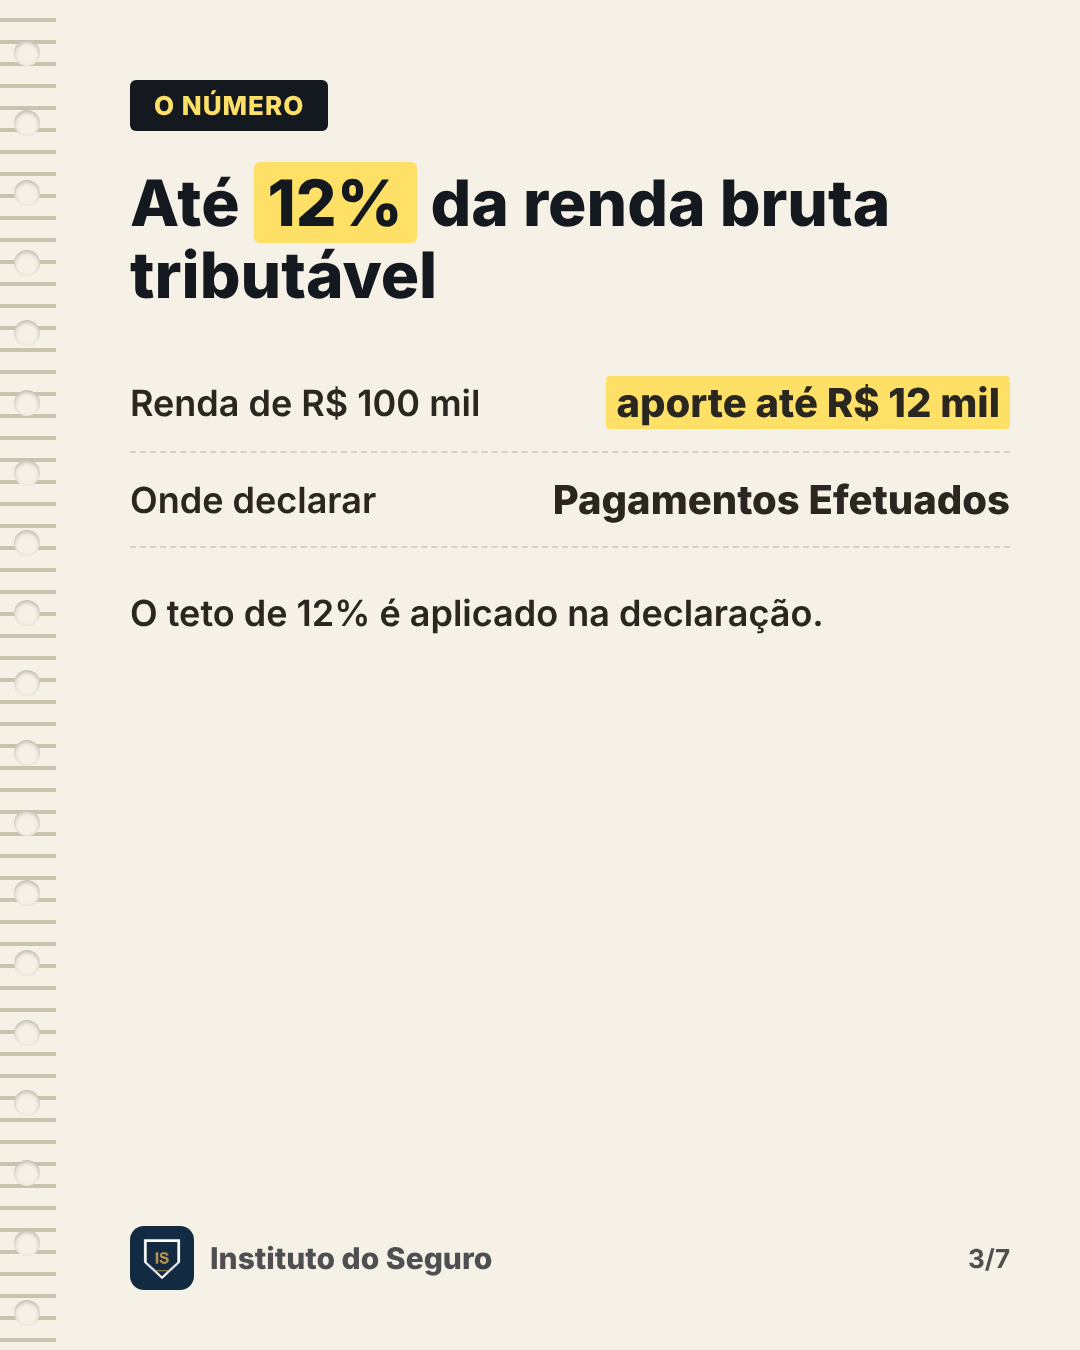 O NÚMERO
Até 12% da renda bruta
tributável
Renda de R$ 100 mil aporte até R$ 12 mil
Onde declarar Pagamentos Efetuados
O teto de 12% é aplicado na declaração.
IS Instituto do Seguro 3/7